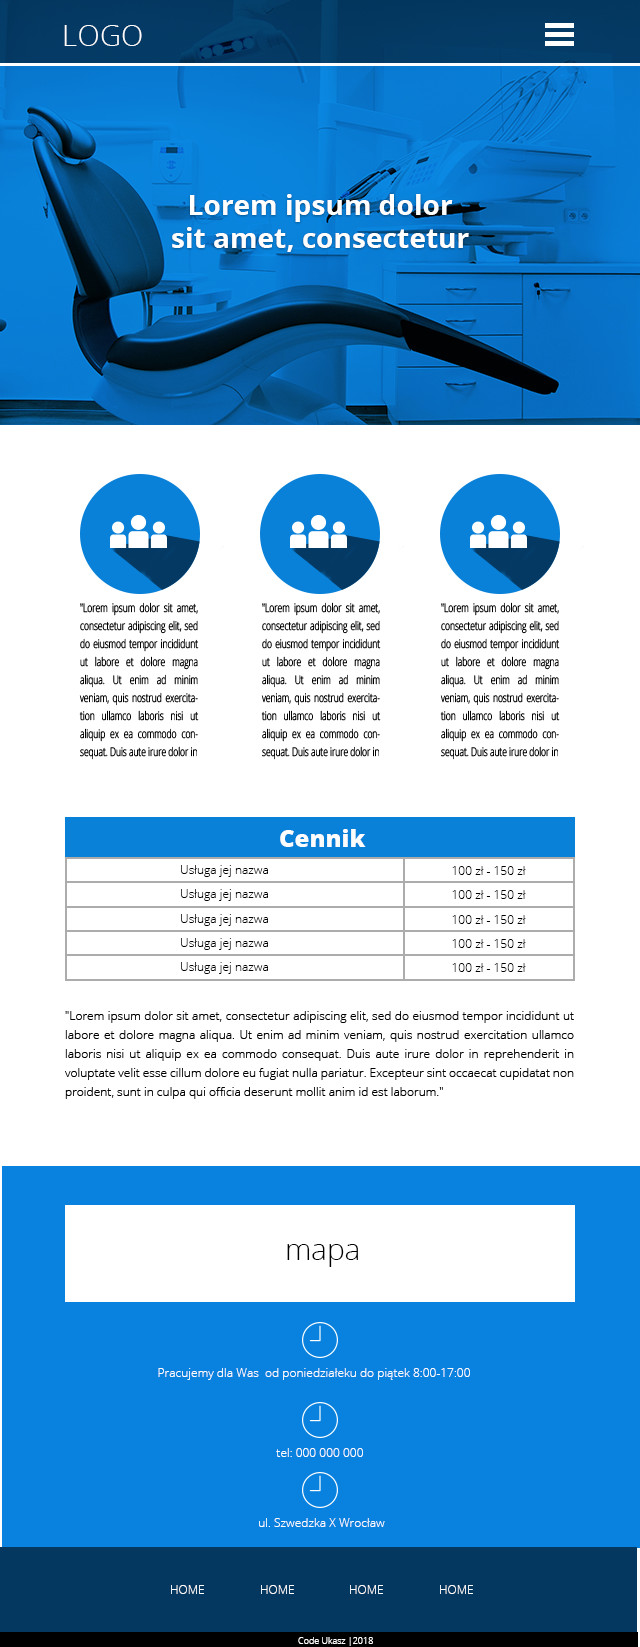 LOGO
Lorem ipsum dolor
sit amet, consectetur
"Lorem ipsum dolor sit amet,
consectetur adipiscing elit, sed
do eiusmod tempor incididunt
ut labore et dolore magna
aliqua. Ut enim ad minim
veniam, quis nostrud exercita-
tion ullamco laboris nisi ut
aliquip ex ea commodo con-
sequat. Duis aute irure dolor in
"Lorem ipsum dolor sit amet,
consectetur adipiscing elit, sed
do eiusmod tempor incididunt
ut labore et dolore magna
aliqua. Ut enim ad minim
veniam, quis nostrud exercita-
tion ullamco laboris nisi ut
aliquip ex ea commodo con-
sequat. Duis aute irure dolor in
"Lorem ipsum dolor sit amet,
consectetur adipiscing elit, sed
do eiusmod tempor incididunt
ut labore et dolore magna
aliqua. Ut enim ad minim
veniam, quis nostrud exercita-
tion ullamco laboris nisi ut
aliquip ex ea commodo con-
sequat. Duis aute irure dolor in
Cennik
Usługa jej nazwa 100 zł - 150 zł
Usługa jej nazwa 100 zł - 150 zł
Usługa jej nazwa 100 zł - 150 zł
Usługa jej nazwa 100 zł - 150 zł
Usługa jej nazwa 100 zł - 150 zł
"Lorem ipsum dolor sit amet, consectetur adipiscing elit, sed do eiusmod tempor incididunt ut
labore et dolore magna aliqua. Ut enim ad minim veniam, quis nostrud exercitation ullamco
laboris nisi ut aliquip ex ea commodo consequat. Duis aute irure dolor in reprehenderit in
voluptate velit esse cillum dolore eu fugiat nulla pariatur. Excepteur sint occaecat cupidatat non
proident, sunt in culpa qui officia deserunt mollit anim id est laborum."
mapa
Pracujemy dla Was od poniedziałeku do piątek 8:00-17:00
tel: 000 000 000
ul. Szwedzka X Wrocław
HOME HOME HOME HOME
Code Ukasz |2018